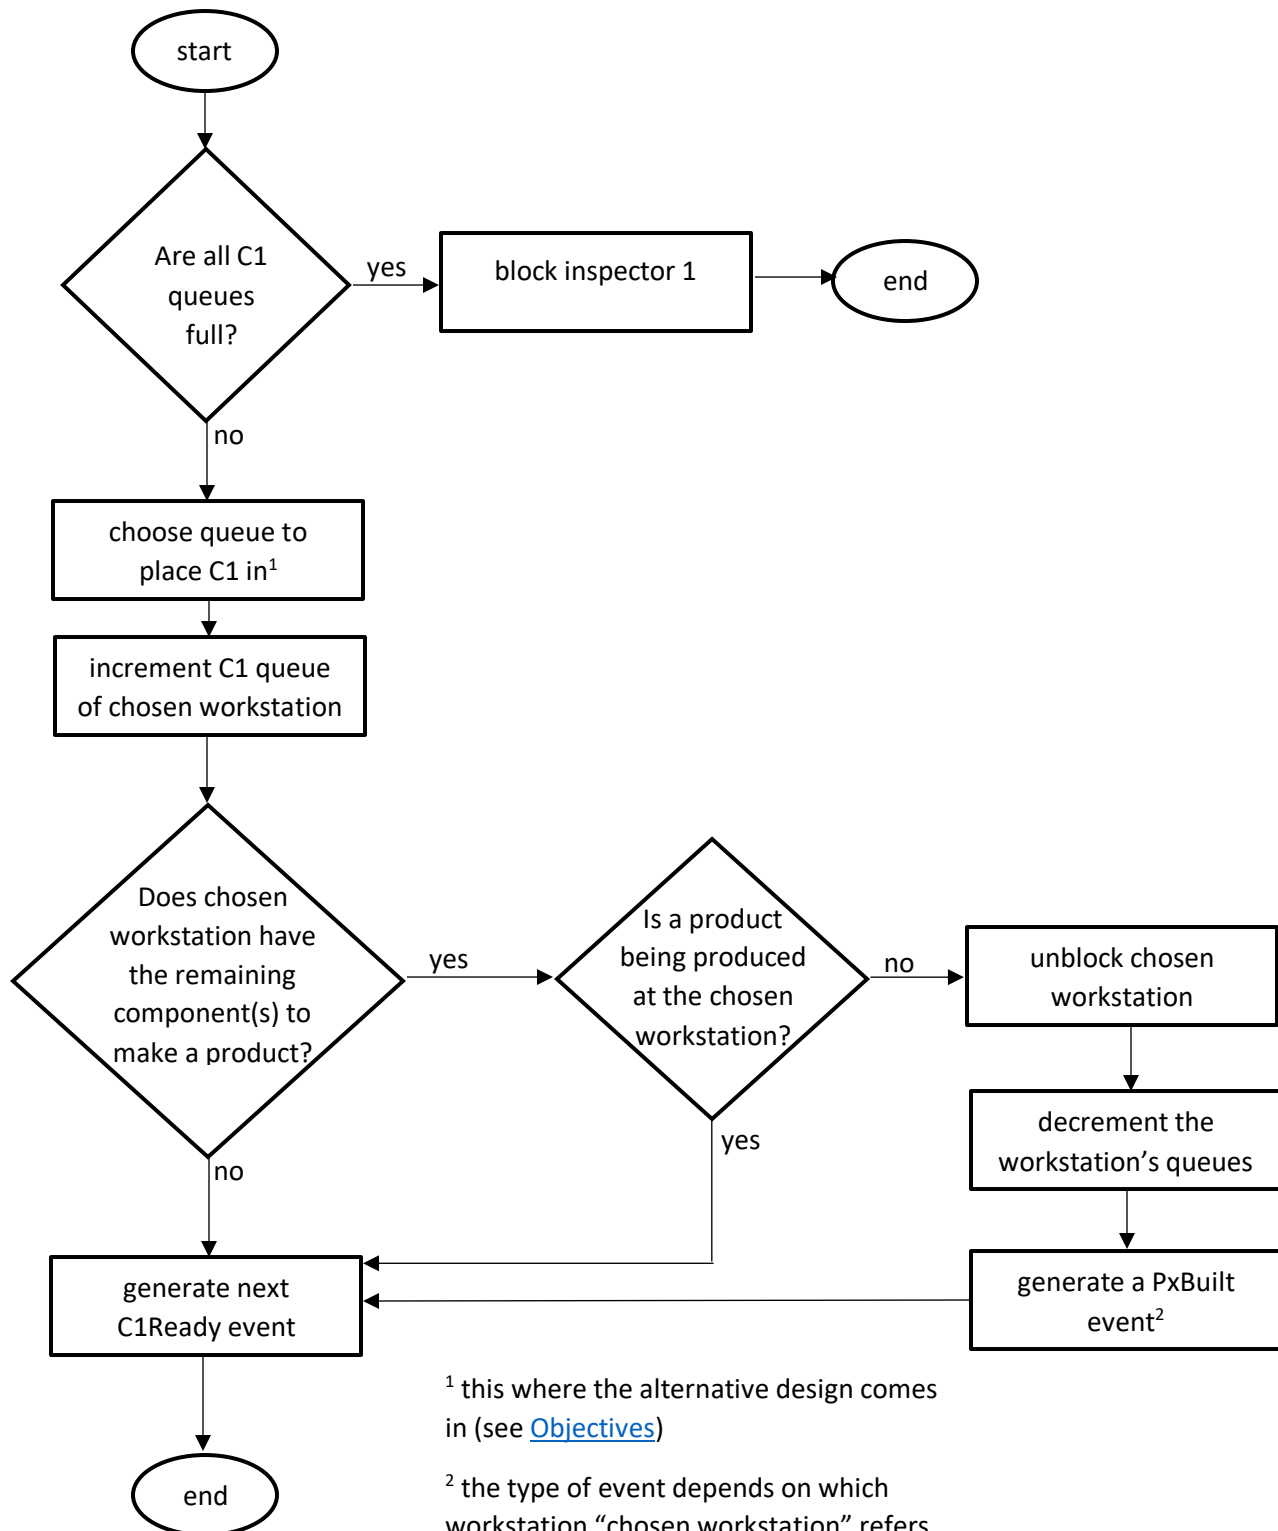 start
Are all C1
queues
full?
yes
block inspector 1
end
no
choose queue to
place C1 in¹
increment C1 queue
of chosen workstation
Does chosen
workstation have
the remaining
component(s) to
make a product?
yes
Is a product
being produced
at the chosen
workstation?
no
unblock chosen
workstation
decrement the
workstation’s queues
yes
no
generate next
C1Ready event
generate a PxBuilt
event²
¹ this where the alternative design comes
in (see Objectives)
end
² the type of event depends on which
workstation “chosen workstation” refers